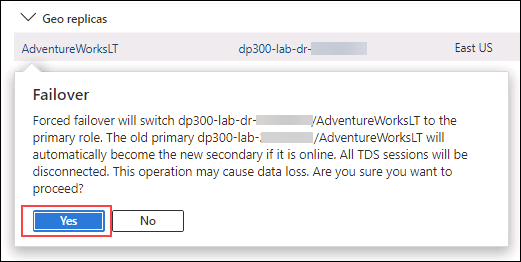 Geo replicas
AdventureWorksLT dp300-lab-dr- East US
Failover
Forced failover will switch dp300-lab-dr- /AdventureWorksLT to the
primary role. The old primary dp300-lab- /AdventureWorksLT will
automatically become the new secondary if it is online. All TDS sessions will be
disconnected. This operation may cause data loss. Are you sure you want to
proceed?
Yes No